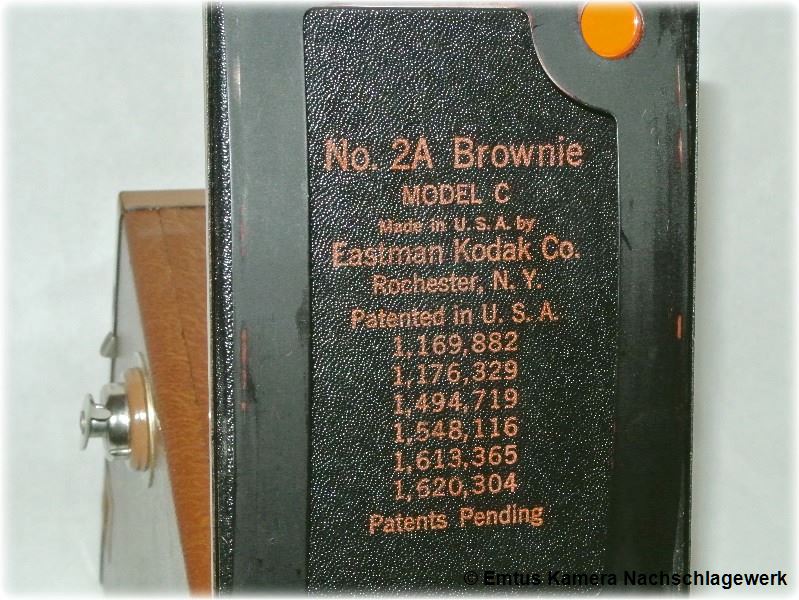 No. 2A Brownie
MODEL C
Made in U.S.A. by
Eastman Kodak Co.
Rochester, N. Y.
Patented in U. S. A.
1,169,882
1,176,329
1,494,719
1,548,116
1,613,365
1,620,304
Patents Pending
© Emtus Kamera Nachschlagewerk